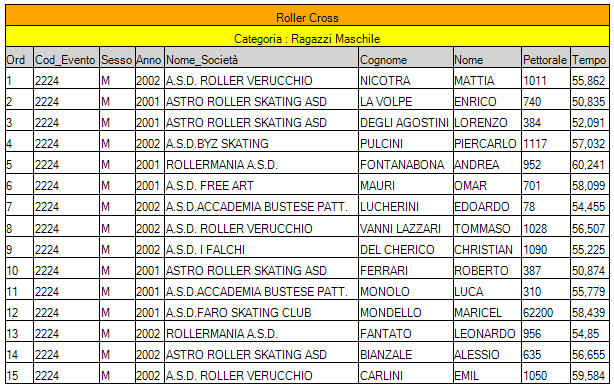 Roller Cross
Categoria : Ragazzi Maschile
Ord Cod_Evento Sesso Anno Nome_Società Cognome Nome Pettorale Tempo
1 2224 M 2002 A.S.D. ROLLER VERUCCHIO NICOTRA MATTIA 1011 55,862
2 2224 M 2001 ASTRO ROLLER SKATING ASD LA VOLPE ENRICO 740 50,835
3 2224 M 2001 ASTRO ROLLER SKATING ASD DEGLI AGOSTINI LORENZO 384 52,091
4 2224 M 2002 A.S.D.BYZ SKATING PULCINI PIERCARLO 1117 57,032
5 2224 M 2001 ROLLERMANIA A.S.D. FONTANABONA ANDREA 952 60,241
6 2224 M 2001 A.S.D. FREE ART MAURI OMAR 701 58,099
7 2224 M 2002 A.S.D.ACCADEMIA BUSTESE PATT. LUCHERINI EDOARDO 78 54,455
8 2224 M 2002 A.S.D. ROLLER VERUCCHIO VANNI LAZZARI TOMMASO 1028 56,507
9 2224 M 2002 A.S.D. I FALCHI DEL CHERICO CHRISTIAN 1090 55,225
10 2224 M 2001 ASTRO ROLLER SKATING ASD FERRARI ROBERTO 387 50,874
11 2224 M 2001 A.S.D.ACCADEMIA BUSTESE PATT. MONOLO LUCA 310 55,779
12 2224 M 2001 A.S.D.FARO SKATING CLUB MONDELLO MARICEL 62200 58,439
13 2224 M 2002 ROLLERMANIA A.S.D. FANTATO LEONARDO 956 54,85
14 2224 M 2002 ASTRO ROLLER SKATING ASD BIANZALE ALESSIO 635 56,655
15 2224 M 2002 A.S.D. ROLLER VERUCCHIO CARLINI EMIL 1050 59,584